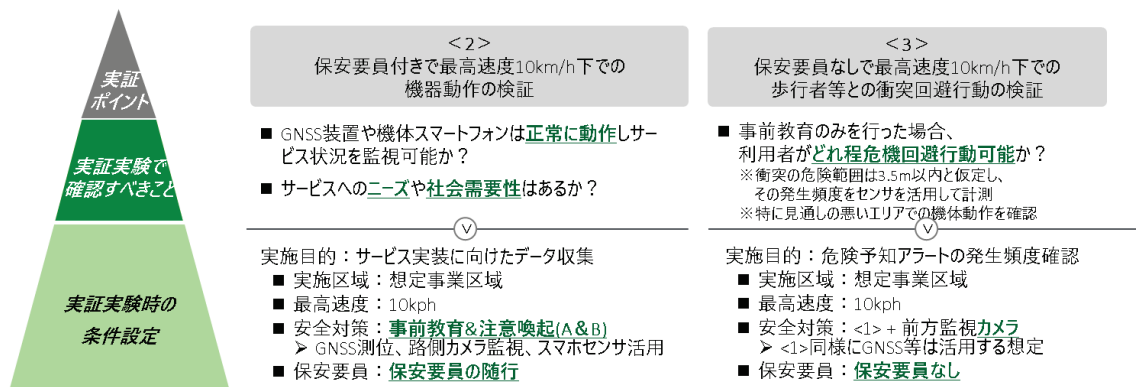 実証
ポイント
実証実験で
確認すべきこと
実証実験時の
条件設定
<2>
保安要員付きで最高速度10km/h下での
機器動作の検証
■ GNSS装置や機体スマートフォンは正常に動作しサー
ビス状況を監視可能か？
■ サービスへのニーズや社会需要性はあるか？
実施目的：サービス実装に向けたデータ収集
■ 実施区域：想定事業区域
■ 最高速度：10kph
■ 安全対策：事前教育&注意喚起(A＆B)
➢ GNSS測位、路側カメラ監視、スマホセンサ活用
■ 保安要員：保安要員の随行
<3>
保安要員なしで最高速度10km/h下での
歩行者等との衝突回避行動の検証
■ 事前教育のみを行った場合、
利用者がどれ程危機回避行動可能か？
※衝突の危険範囲は3.5m以内と仮定し、
その発生頻度をセンサを活用して計測
※特に見通しの悪いエリアでの機体動作を確認
実施目的：危険予知アラートの発生頻度確認
■ 実施区域：想定事業区域
■ 最高速度：10kph
■ 安全対策：<1>＋前方監視カメラ
➢ <1>同様にGNSS等は活用する想定
■ 保安要員：保安要員なし